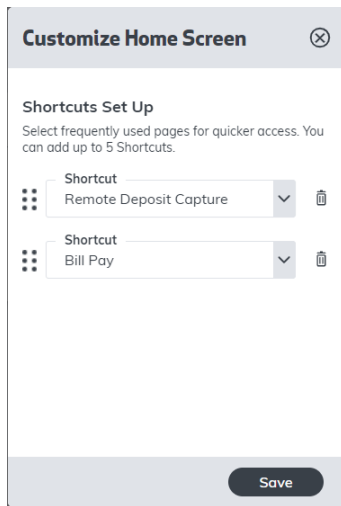 Customize Home Screen
Shortcuts Set Up
Select frequently used pages for quicker access. You
can add up to 5 Shortcuts.
Shortcut
Remote Deposit Capture
Shortcut
Bill Pay
Save